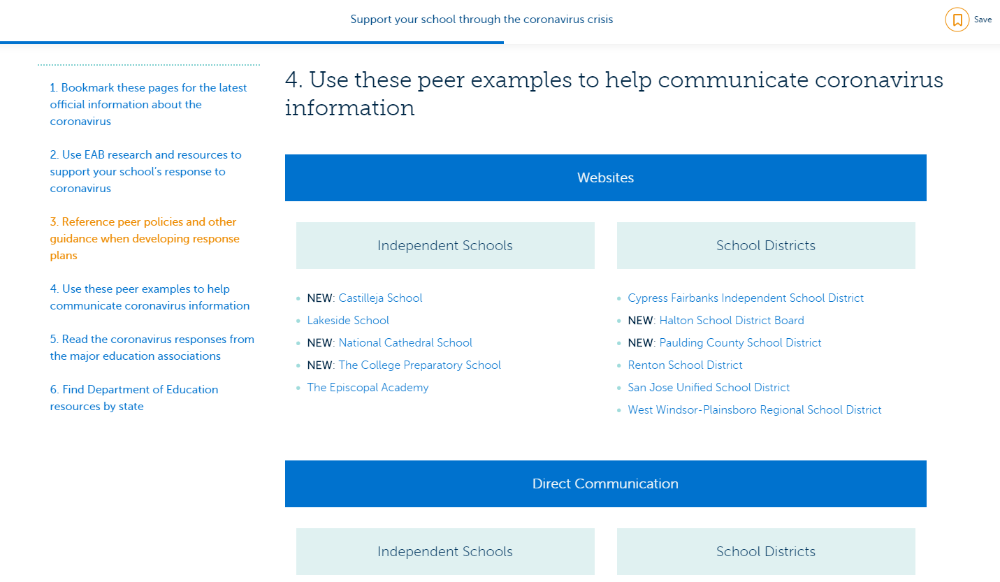 Support your school through the coronavirus crisis
Save
1. Bookmark these pages for the latest
official information about the
coronavirus
2. Use EAB research and resources to
support your school's response to
coronavirus
3. Reference peer policies and other
guidance when developing response
plans
4. Use these peer examples to help
communicate coronavirus information
5. Read the coronavirus responses from
the major education associations
6. Find Department of Education
resources by state
4. Use these peer examples to help communicate coronavirus
information
Websites
Independent Schools
NEW: Castilleja School
Lakeside School
NEW: National Cathedral School
NEW: The College Preparatory School
The Episcopal Academy
School Districts
Cypress Fairbanks Independent School District
NEW: Halton School District Board
NEW: Paulding County School District
Renton School District
San Jose Unified School District
West Windsor-Plainsboro Regional School District
Direct Communication
Independent Schools
School Districts